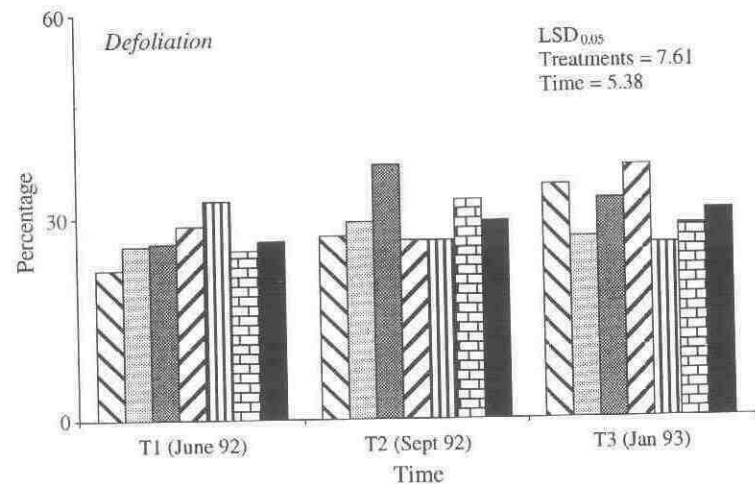 60
Defoliation
LSD0.05
Treatments = 7.61
Time = 5.38
Percentage
30
0
T1 (June 92)
T2 (Sept 92)
T3 (Jan 93)
Time